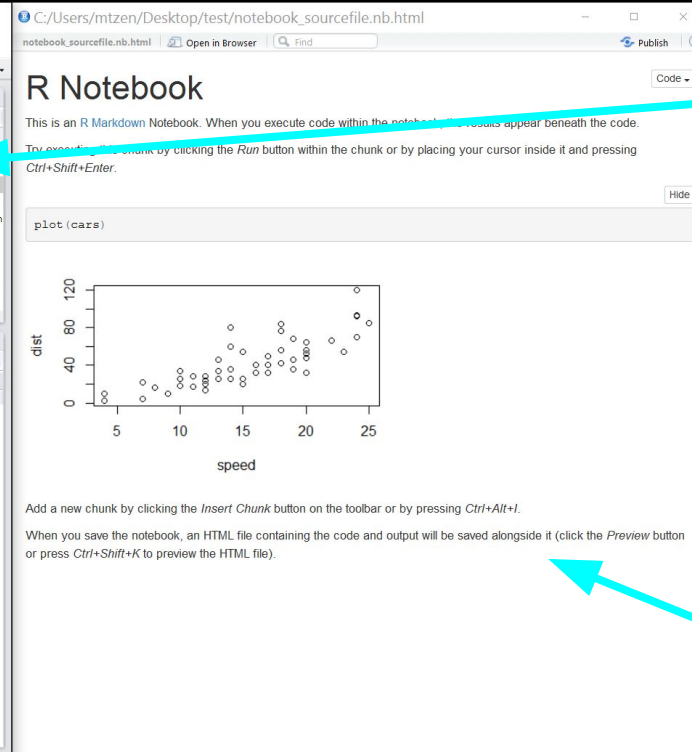 C:/Users/mtzen/Desktop/test/notebook_sourcefile.nb.html
notebook_sourcefile.nb.html Open in Browser Find Publish
R Notebook
Code
This is an R Markdown Notebook. When you execute code within the notebook, the results appear beneath the code.
Try executing this chunk by clicking the Run button within the chunk or by placing your cursor inside it and pressing
Ctrl+Shift+Enter.
Hide
plot(cars)
120
80
40
0
dist
5 10 15 20 25
speed
Add a new chunk by clicking the Insert Chunk button on the toolbar or by pressing Ctrl+Alt+I.
When you save the notebook, an HTML file containing the code and output will be saved alongside it (click the Preview button
or press Ctrl+Shift+K to preview the HTML file).